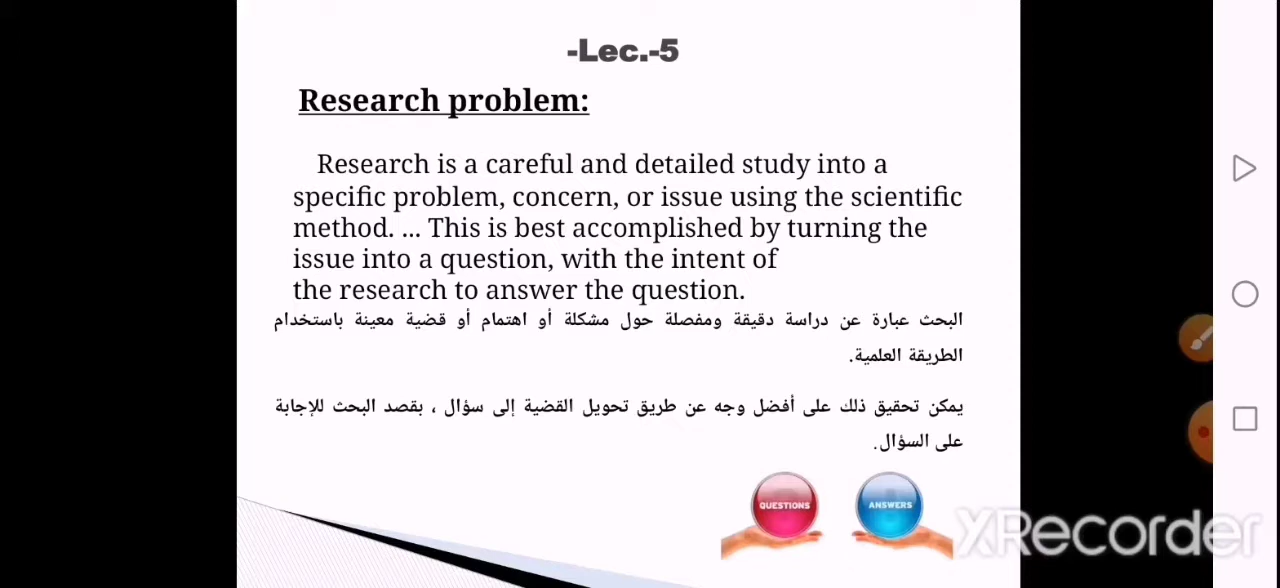 -Lec.-5
Research problem:
Research is a careful and detailed study into a
specific problem, concern, or issue using the scientific
method. ... This is best accomplished by turning the
issue into a question, with the intent of
the research to answer the question.
البحث عبارة عن دراسة دقيقة ومفصلة حول مشكلة أو اهتمام أو قضية معينة باستخدام
الطريقة العلمية.
يمكن تحقيق ذلك على أفضل وجه عن طريق تحويل القضية إلى سؤال ، بقصد البحث للإجابة
على السؤال.
QUESTIONS ANSWERS
XRecorder